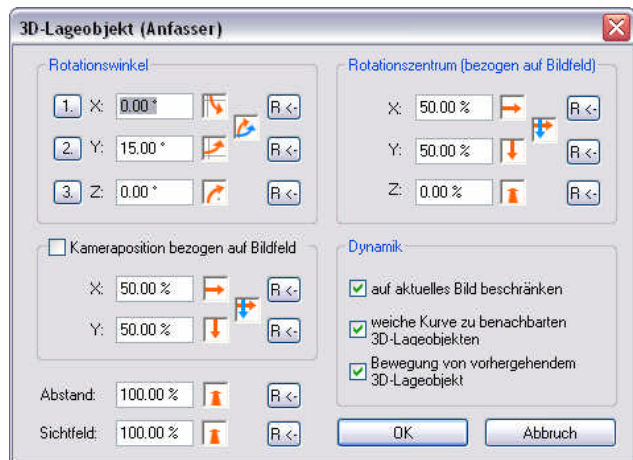 3D-Lageobjekt (Anfasser)
Rotationswinkel
1. X: 0.00 ° R <-
2. Y: 15.00 ° R <-
3. Z: 0.00 ° R <-
Kameraposition bezogen auf Bildfeld
X: 50.00 % R <-
Y: 50.00 % R <-
Abstand: 100.00 % R <-
Sichtfeld: 100.00 % R <-
Rotationszentrum (bezogen auf Bildfeld)
X: 50.00 % R <-
Y: 50.00 % R <-
Z: 0.00 % R <-
Dynamik
auf aktuelles Bild beschränken
weiche Kurve zu benachbarten
3D-Lageobjekten
Bewegung von vorhergehendem
3D-Lageobjekt
OK Abbruch